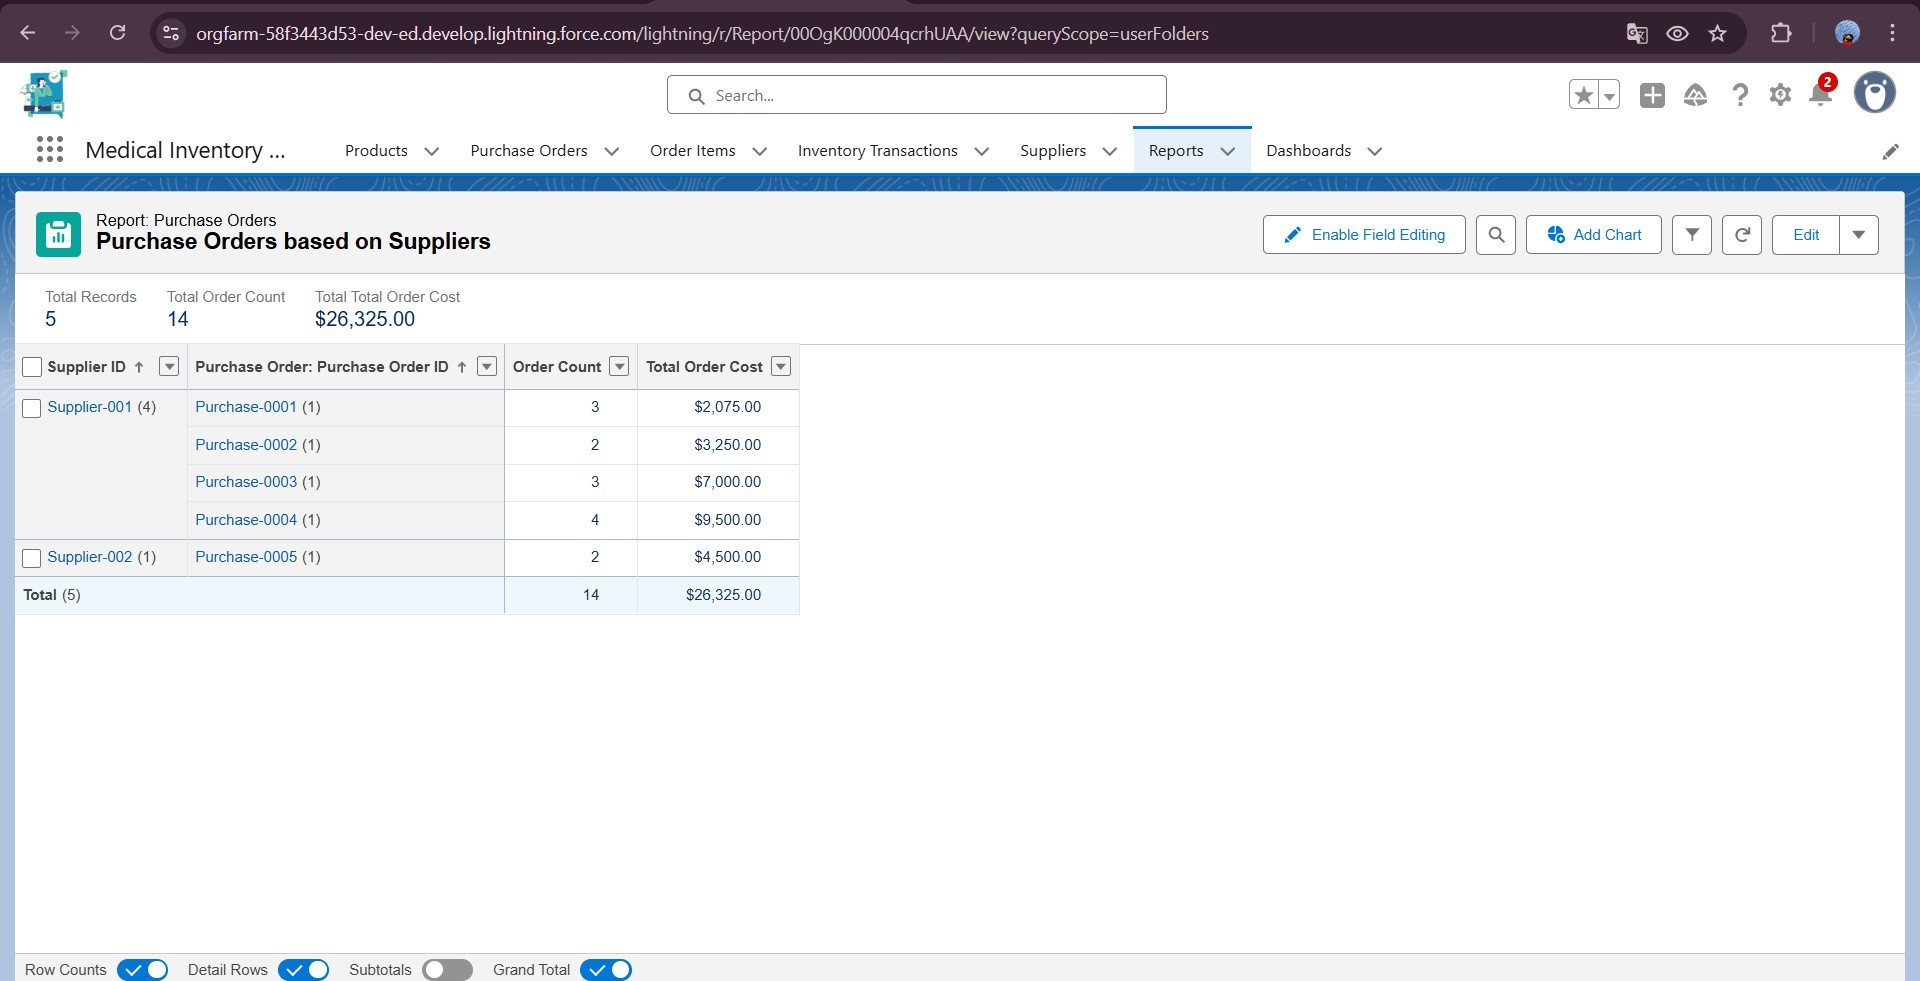 orgfarm-58f3443d53-dev-ed.develop.lightning.force.com/lightning/r/Report/00OgK000004qcrhUAA/view?queryScope=userFolders
Search...
2
Medical Inventory ...
Products
Purchase Orders
Order Items
Inventory Transactions
Suppliers
Reports
Dashboards
Report: Purchase Orders
Purchase Orders based on Suppliers
Enable Field Editing
Add Chart
Edit
Total Records
5
Total Order Count
14
Total Total Order Cost
$26,325.00
Supplier ID ↑ Purchase Order: Purchase Order ID ↑ Order Count Total Order Cost
Supplier-001 (4) Purchase-0001 (1) 3 $2,075.00
Purchase-0002 (1) 2 $3,250.00
Purchase-0003 (1) 3 $7,000.00
Purchase-0004 (1) 4 $9,500.00
Supplier-002 (1) Purchase-0005 (1) 2 $4,500.00
Total (5) 14 $26,325.00
Row Counts Detail Rows Subtotals Grand Total